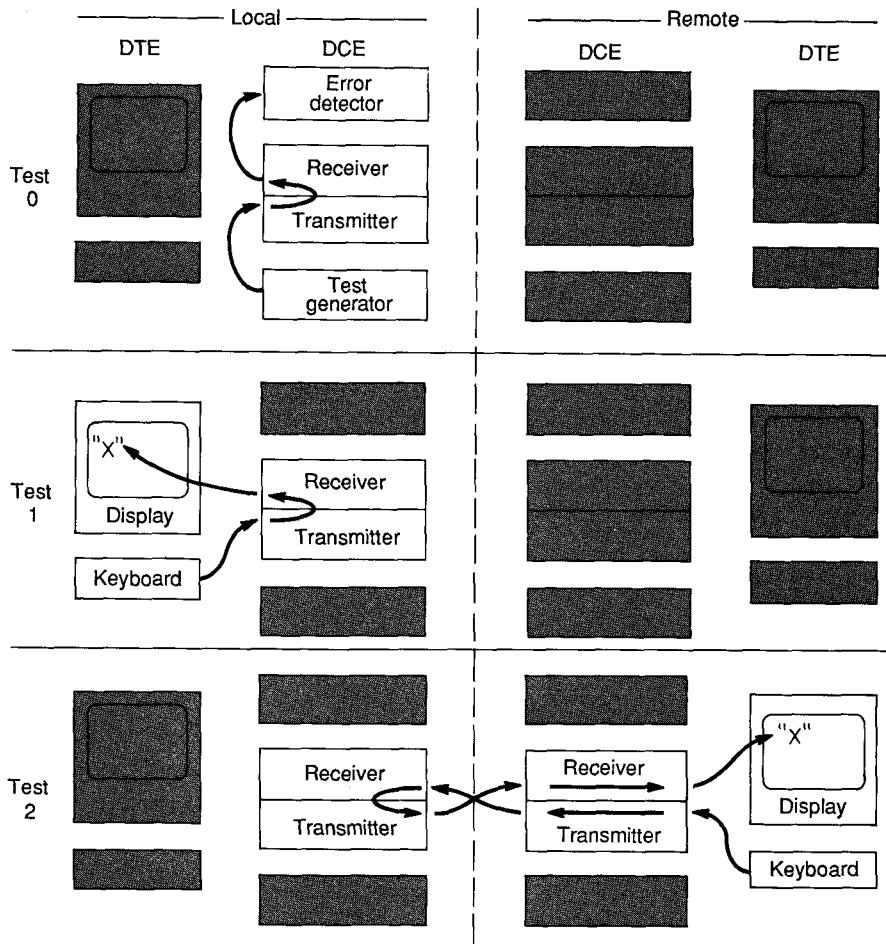 Local
Remote
DTE
DCE
DCE
DTE
Test
0
Error
detector
Receiver
Transmitter
Test
generator
Test
1
"X"
Display
Keyboard
Receiver
Transmitter
Test
2
Receiver
Transmitter
Receiver
Transmitter
"X"
Display
Keyboard